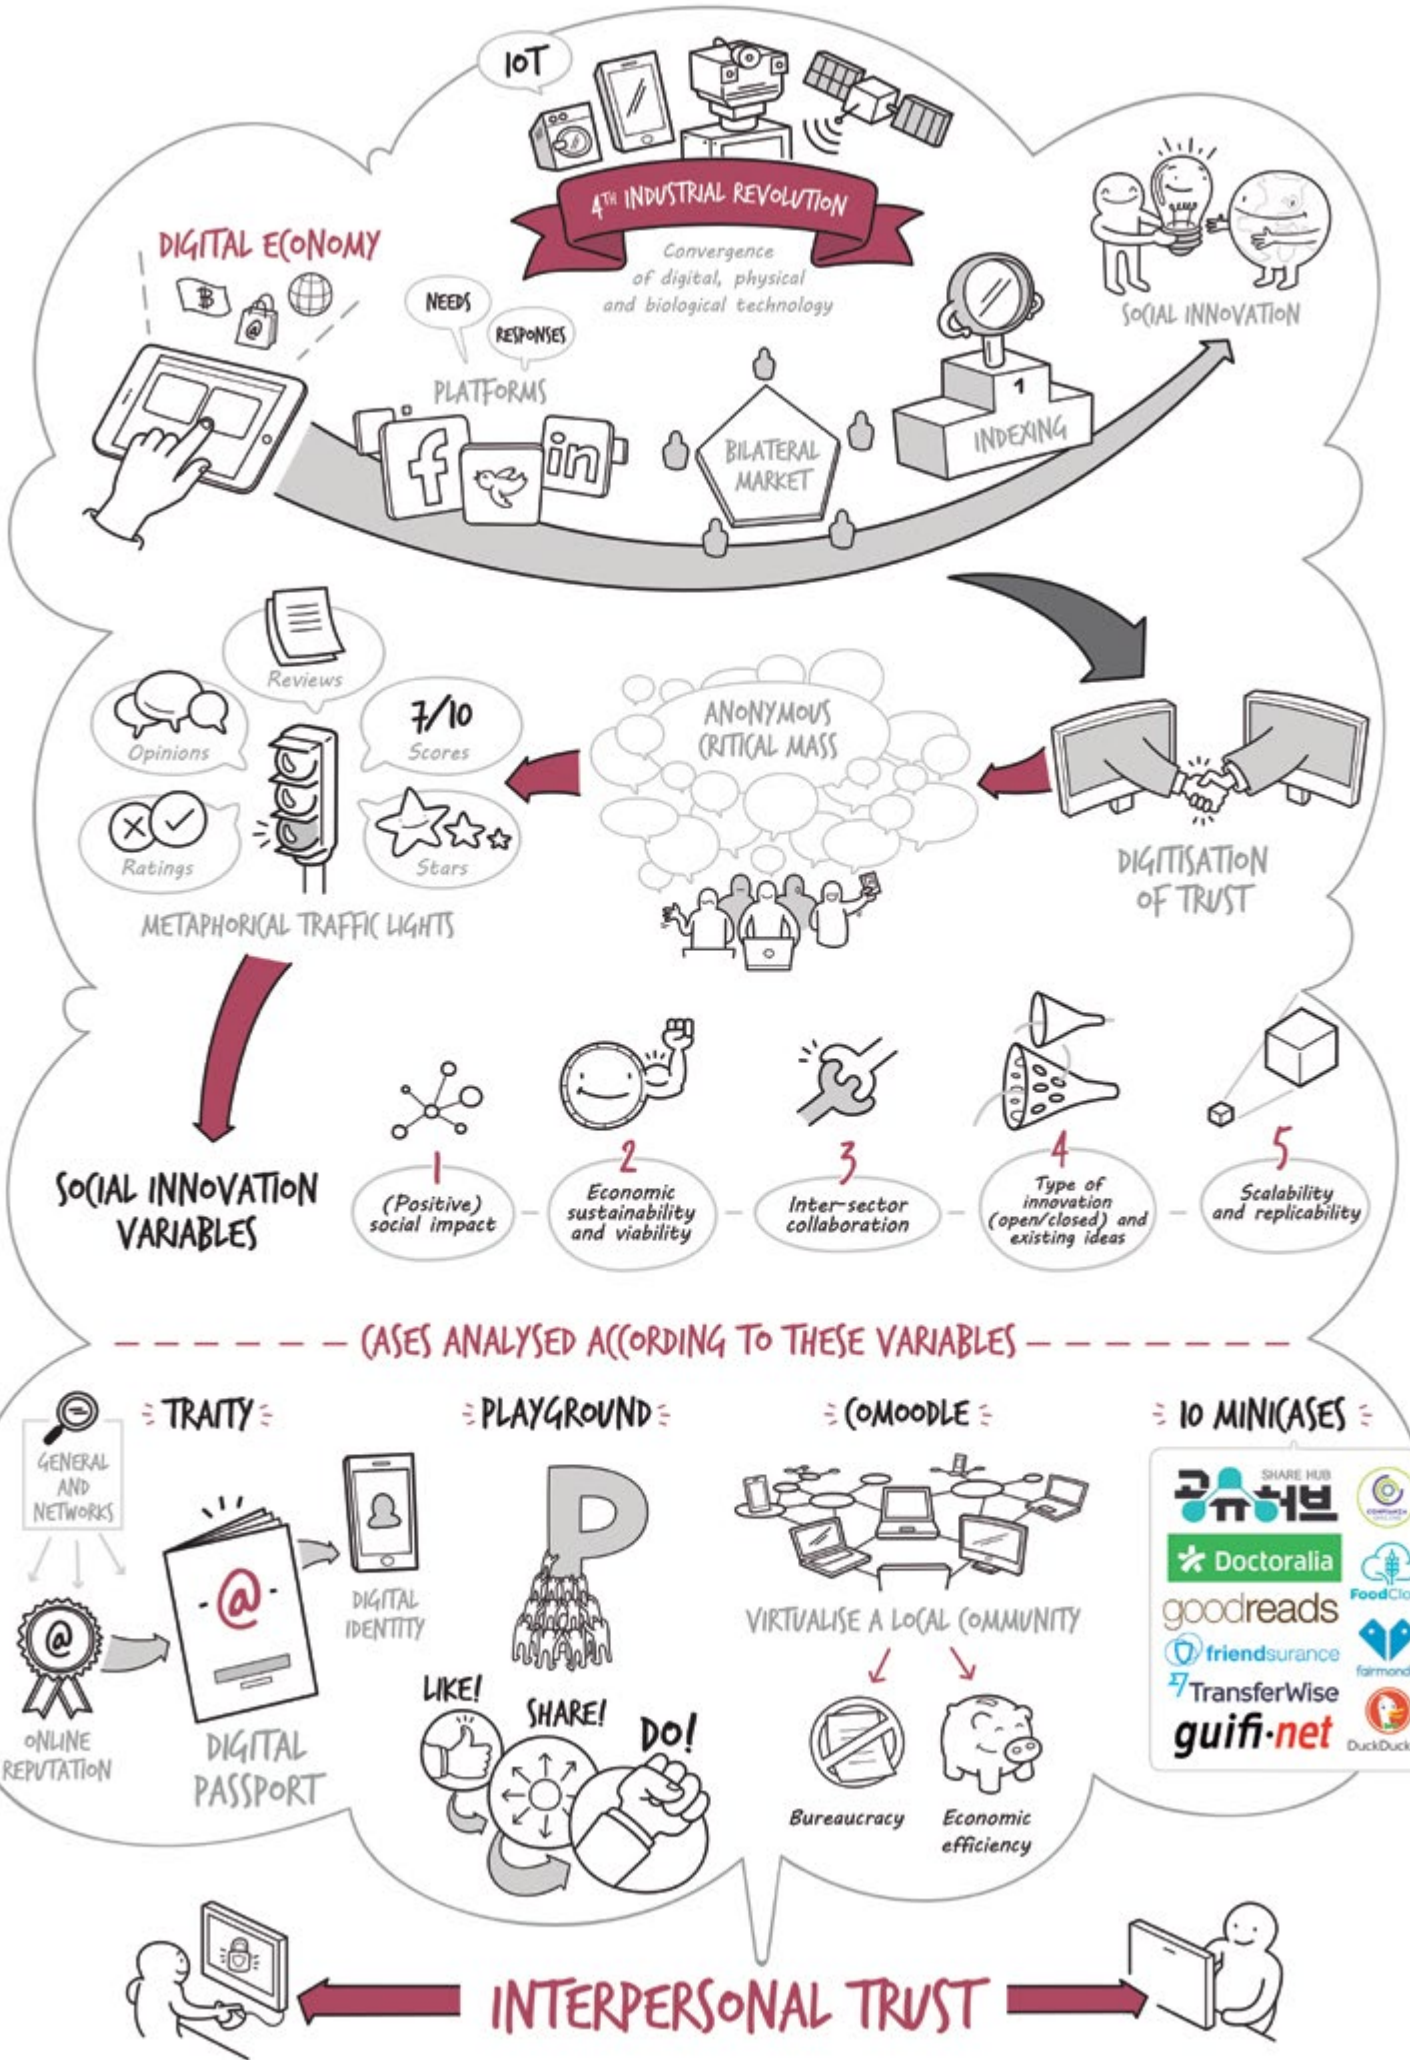 IOT
4TH INDUSTRIAL REVOLUTION
Convergence
of digital, physical
and biological technology
DIGITAL ECONOMY
฿
@
NEEDS
RESPONSES
PLATFORMS
f
in
BILATERAL
MARKET
1
INDEXING
SOCIAL INNOVATION
Reviews
Opinions
7/10
Scores
Ratings
Stars
METAPHORICAL TRAFFIC LIGHTS
ANONYMOUS
CRITICAL MASS
DIGITISATION
OF TRUST
SOCIAL INNOVATION
VARIABLES
1
(Positive)
social impact
2
Economic
sustainability
and viability
3
Inter-sector
collaboration
4
Type of
innovation
(open/closed) and
existing ideas
5
Scalability
and replicability
CASES ANALYSED ACCORDING TO THESE VARIABLES
TRAITY
GENERAL
AND
NETWORKS
@
ONLINE
REPUTATION
-@-
DIGITAL
PASSPORT
DIGITAL
IDENTITY
PLAYGROUND
P
LIKE!
SHARE!
DO!
COMOODLE
VIRTUALISE A LOCAL COMMUNITY
Bureaucracy
Economic
efficiency
10 MINICASES
SHARE HUB
공유허브
Doctoralia
FoodClo
goodreads
friendsurance
fairmond
TransferWise
guifi·net
DuckDuck
INTERPERSONAL TRUST